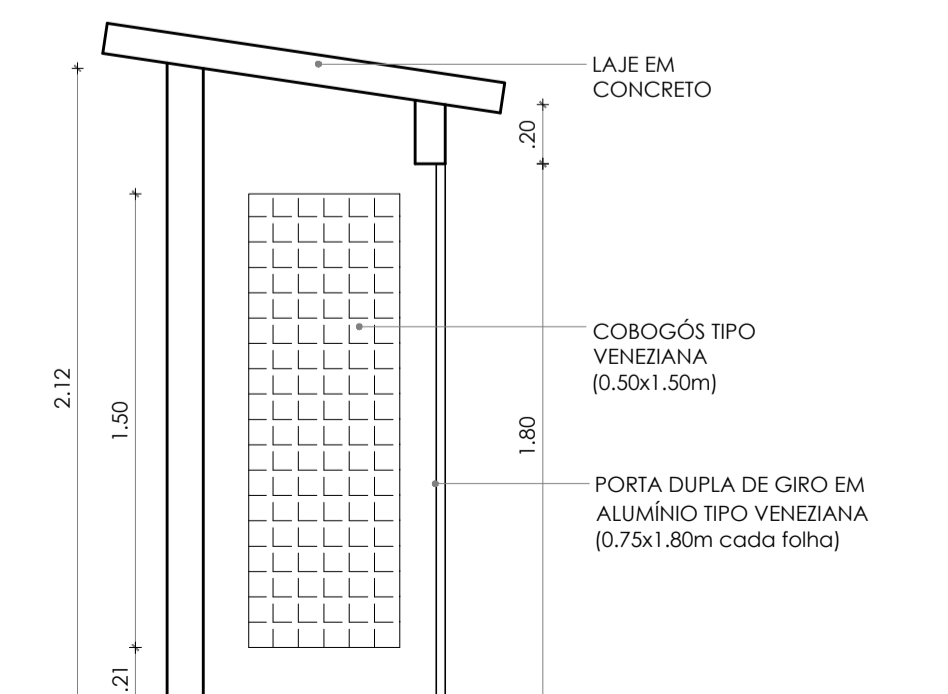 LAJE EM
CONCRETO
.20
COBOGÓS TIPO
VENEZIANA
(0.50x1.50m)
2.12
1.50
1.80
PORTA DUPLA DE GIRO EM
ALUMÍNIO TIPO VENEZIANA
(0.75x1.80m cada folha)
.21